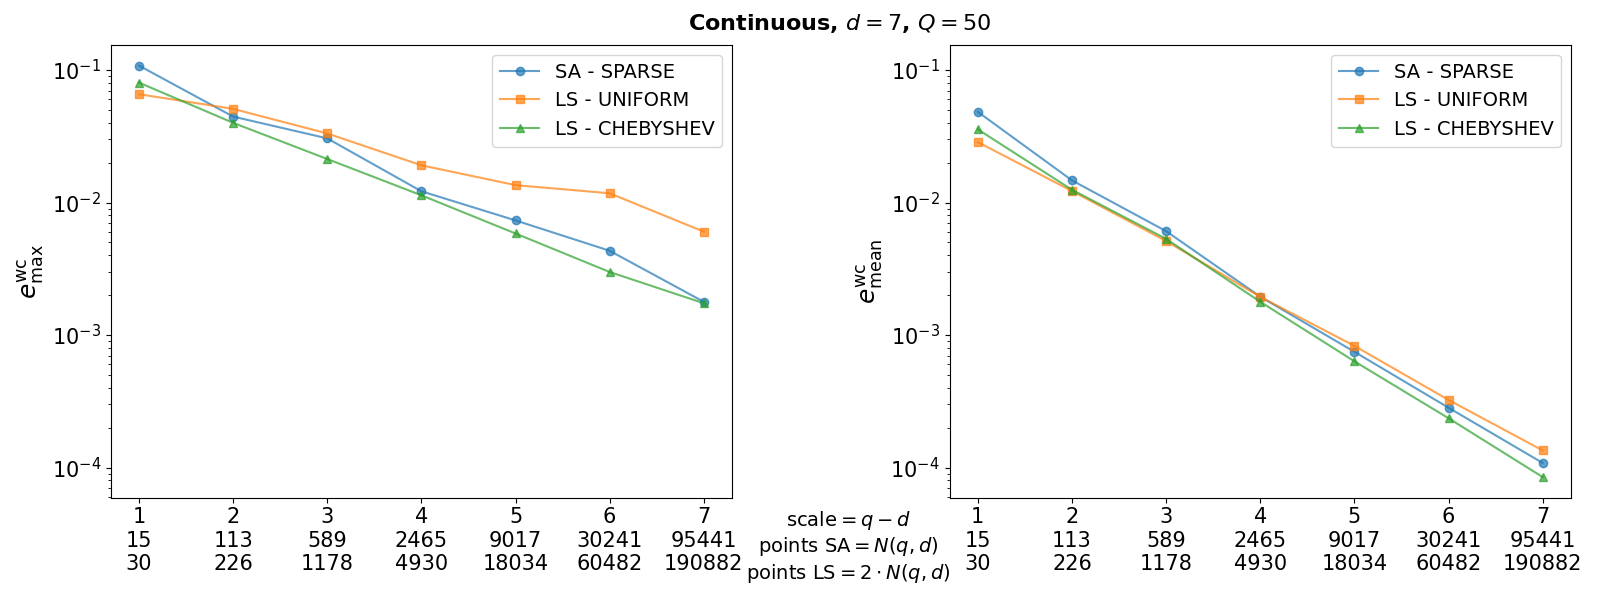 Continuous, d = 7, Q = 50
10^{-1}
10^{-2}
10^{-3}
10^{-4}
e^{wc}_{max}
SA - SPARSE
LS - UNIFORM
LS - CHEBYSHEV
1 2 3 4 5 6 7
15 113 589 2465 9017 30241 95441
30 226 1178 4930 18034 60482 190882
scale = q − d
points SA = N(q, d)
points LS = 2 · N(q, d)
10^{-1}
10^{-2}
10^{-3}
10^{-4}
e^{wc}_{mean}
SA - SPARSE
LS - UNIFORM
LS - CHEBYSHEV
1 2 3 4 5 6 7
15 113 589 2465 9017 30241 95441
30 226 1178 4930 18034 60482 190882